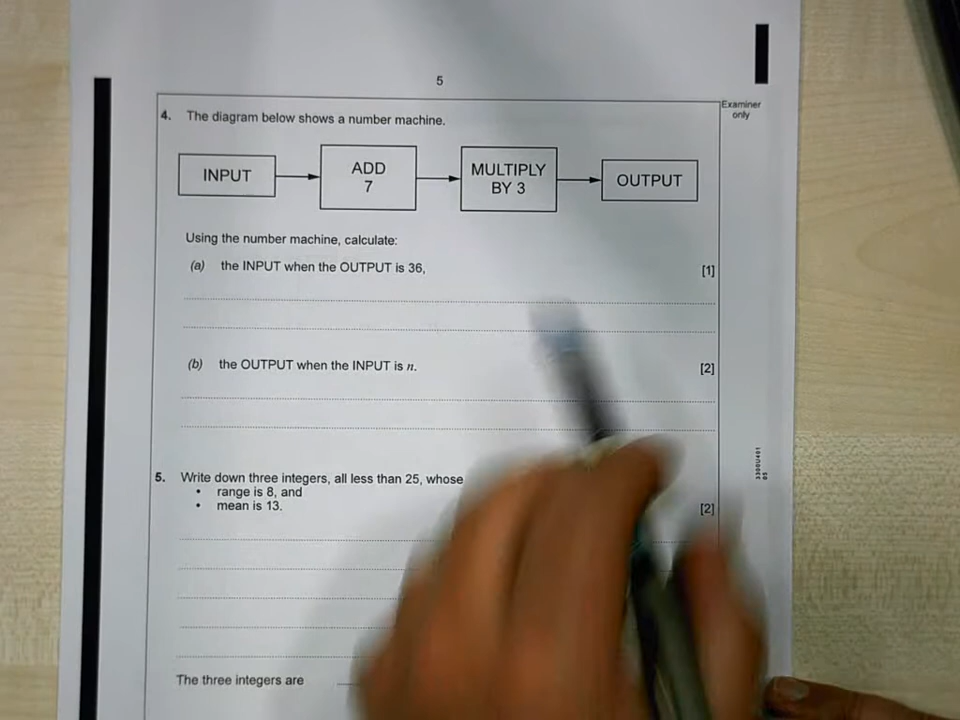 5
Examiner
only
4. The diagram below shows a number machine.
INPUT
ADD
7
MULTIPLY
BY 3
OUTPUT
Using the number machine, calculate:
(a) the INPUT when the OUTPUT is 36, [1]
(b) the OUTPUT when the INPUT is n. [2]
5. Write down three integers, all less than 25, whose
• range is 8, and
• mean is 13. [2]
The three integers are